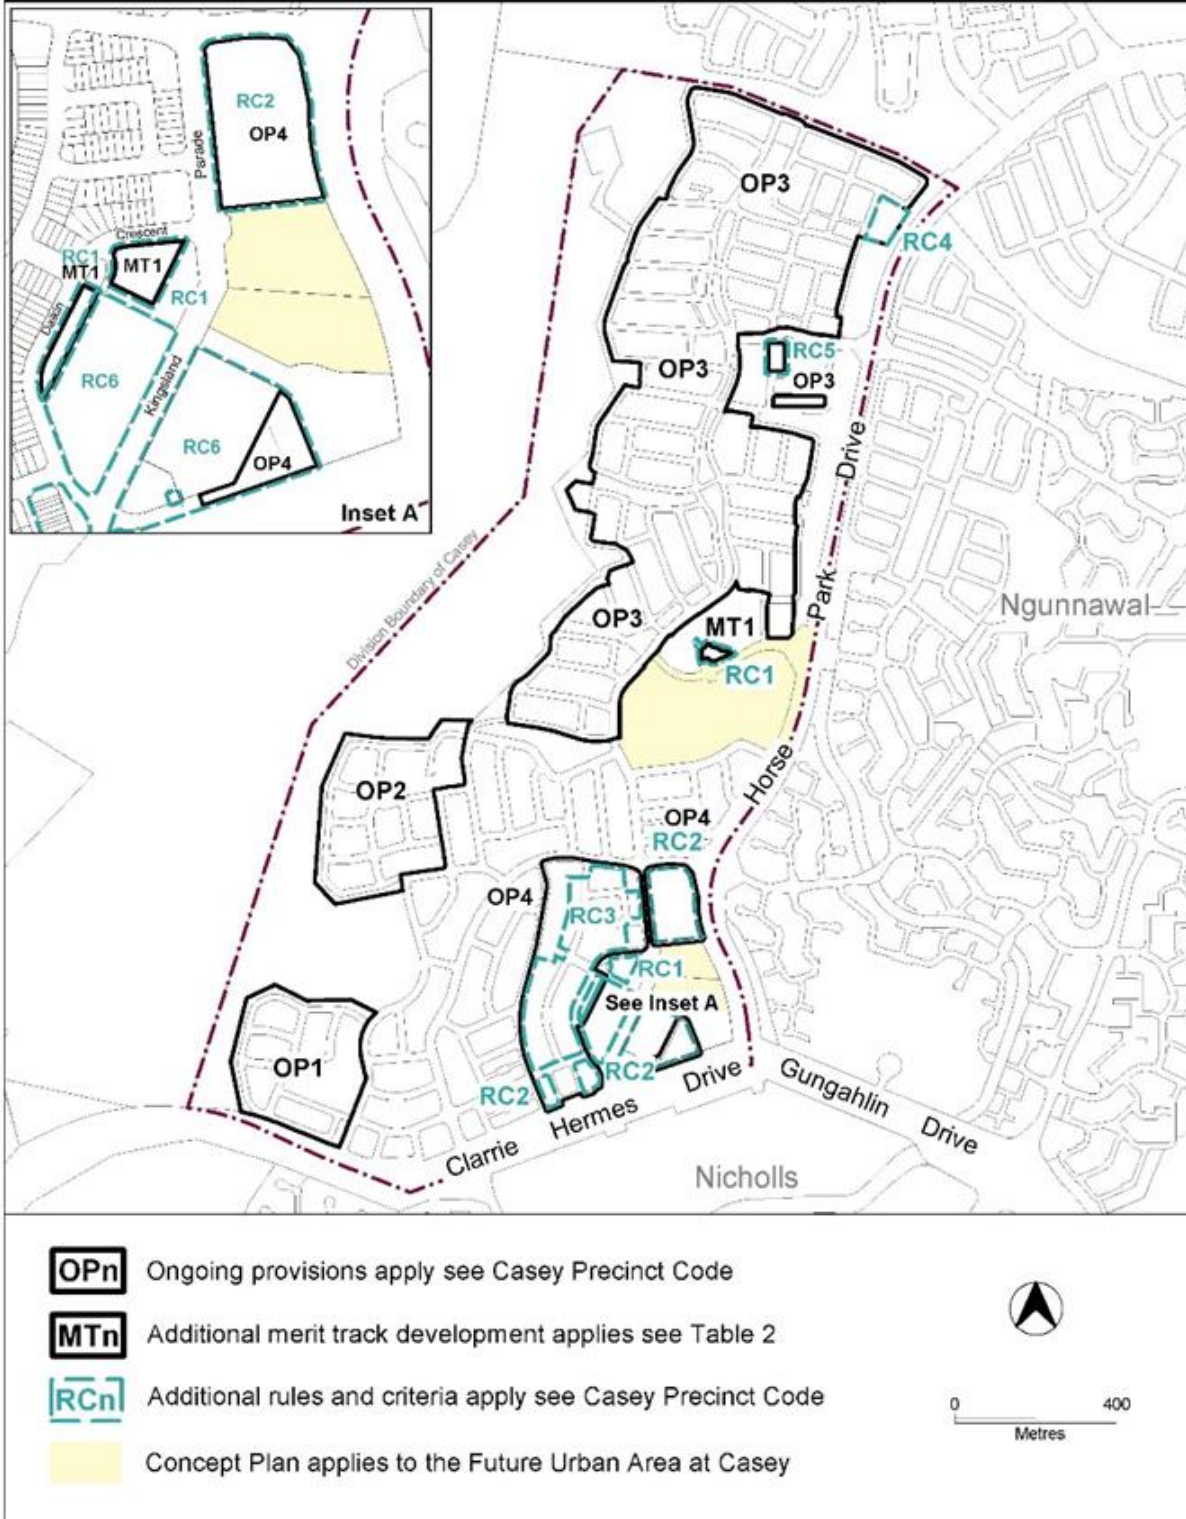 RC2
OP4
Parade
Crescent
RC1
MT1
MT1
RC1
Daakin
RC6
Kingsland
RC6
OP4
Inset A
OP3
RC4
RC5
OP3
OP3
Drive
Division Boundary of Casey
Park
Ngunnawal
OP3
MT1
RC1
Horse
OP2
OP4
RC2
OP4
RC3
RC1
See Inset A
OP1
RC2
RC2
Drive
Hermes
Clarrie
Gungahlin
Drive
Nicholls
OPn Ongoing provisions apply see Casey Precinct Code
MTn Additional merit track development applies see Table 2
RCn Additional rules and criteria apply see Casey Precinct Code
Concept Plan applies to the Future Urban Area at Casey
0 400
Metres